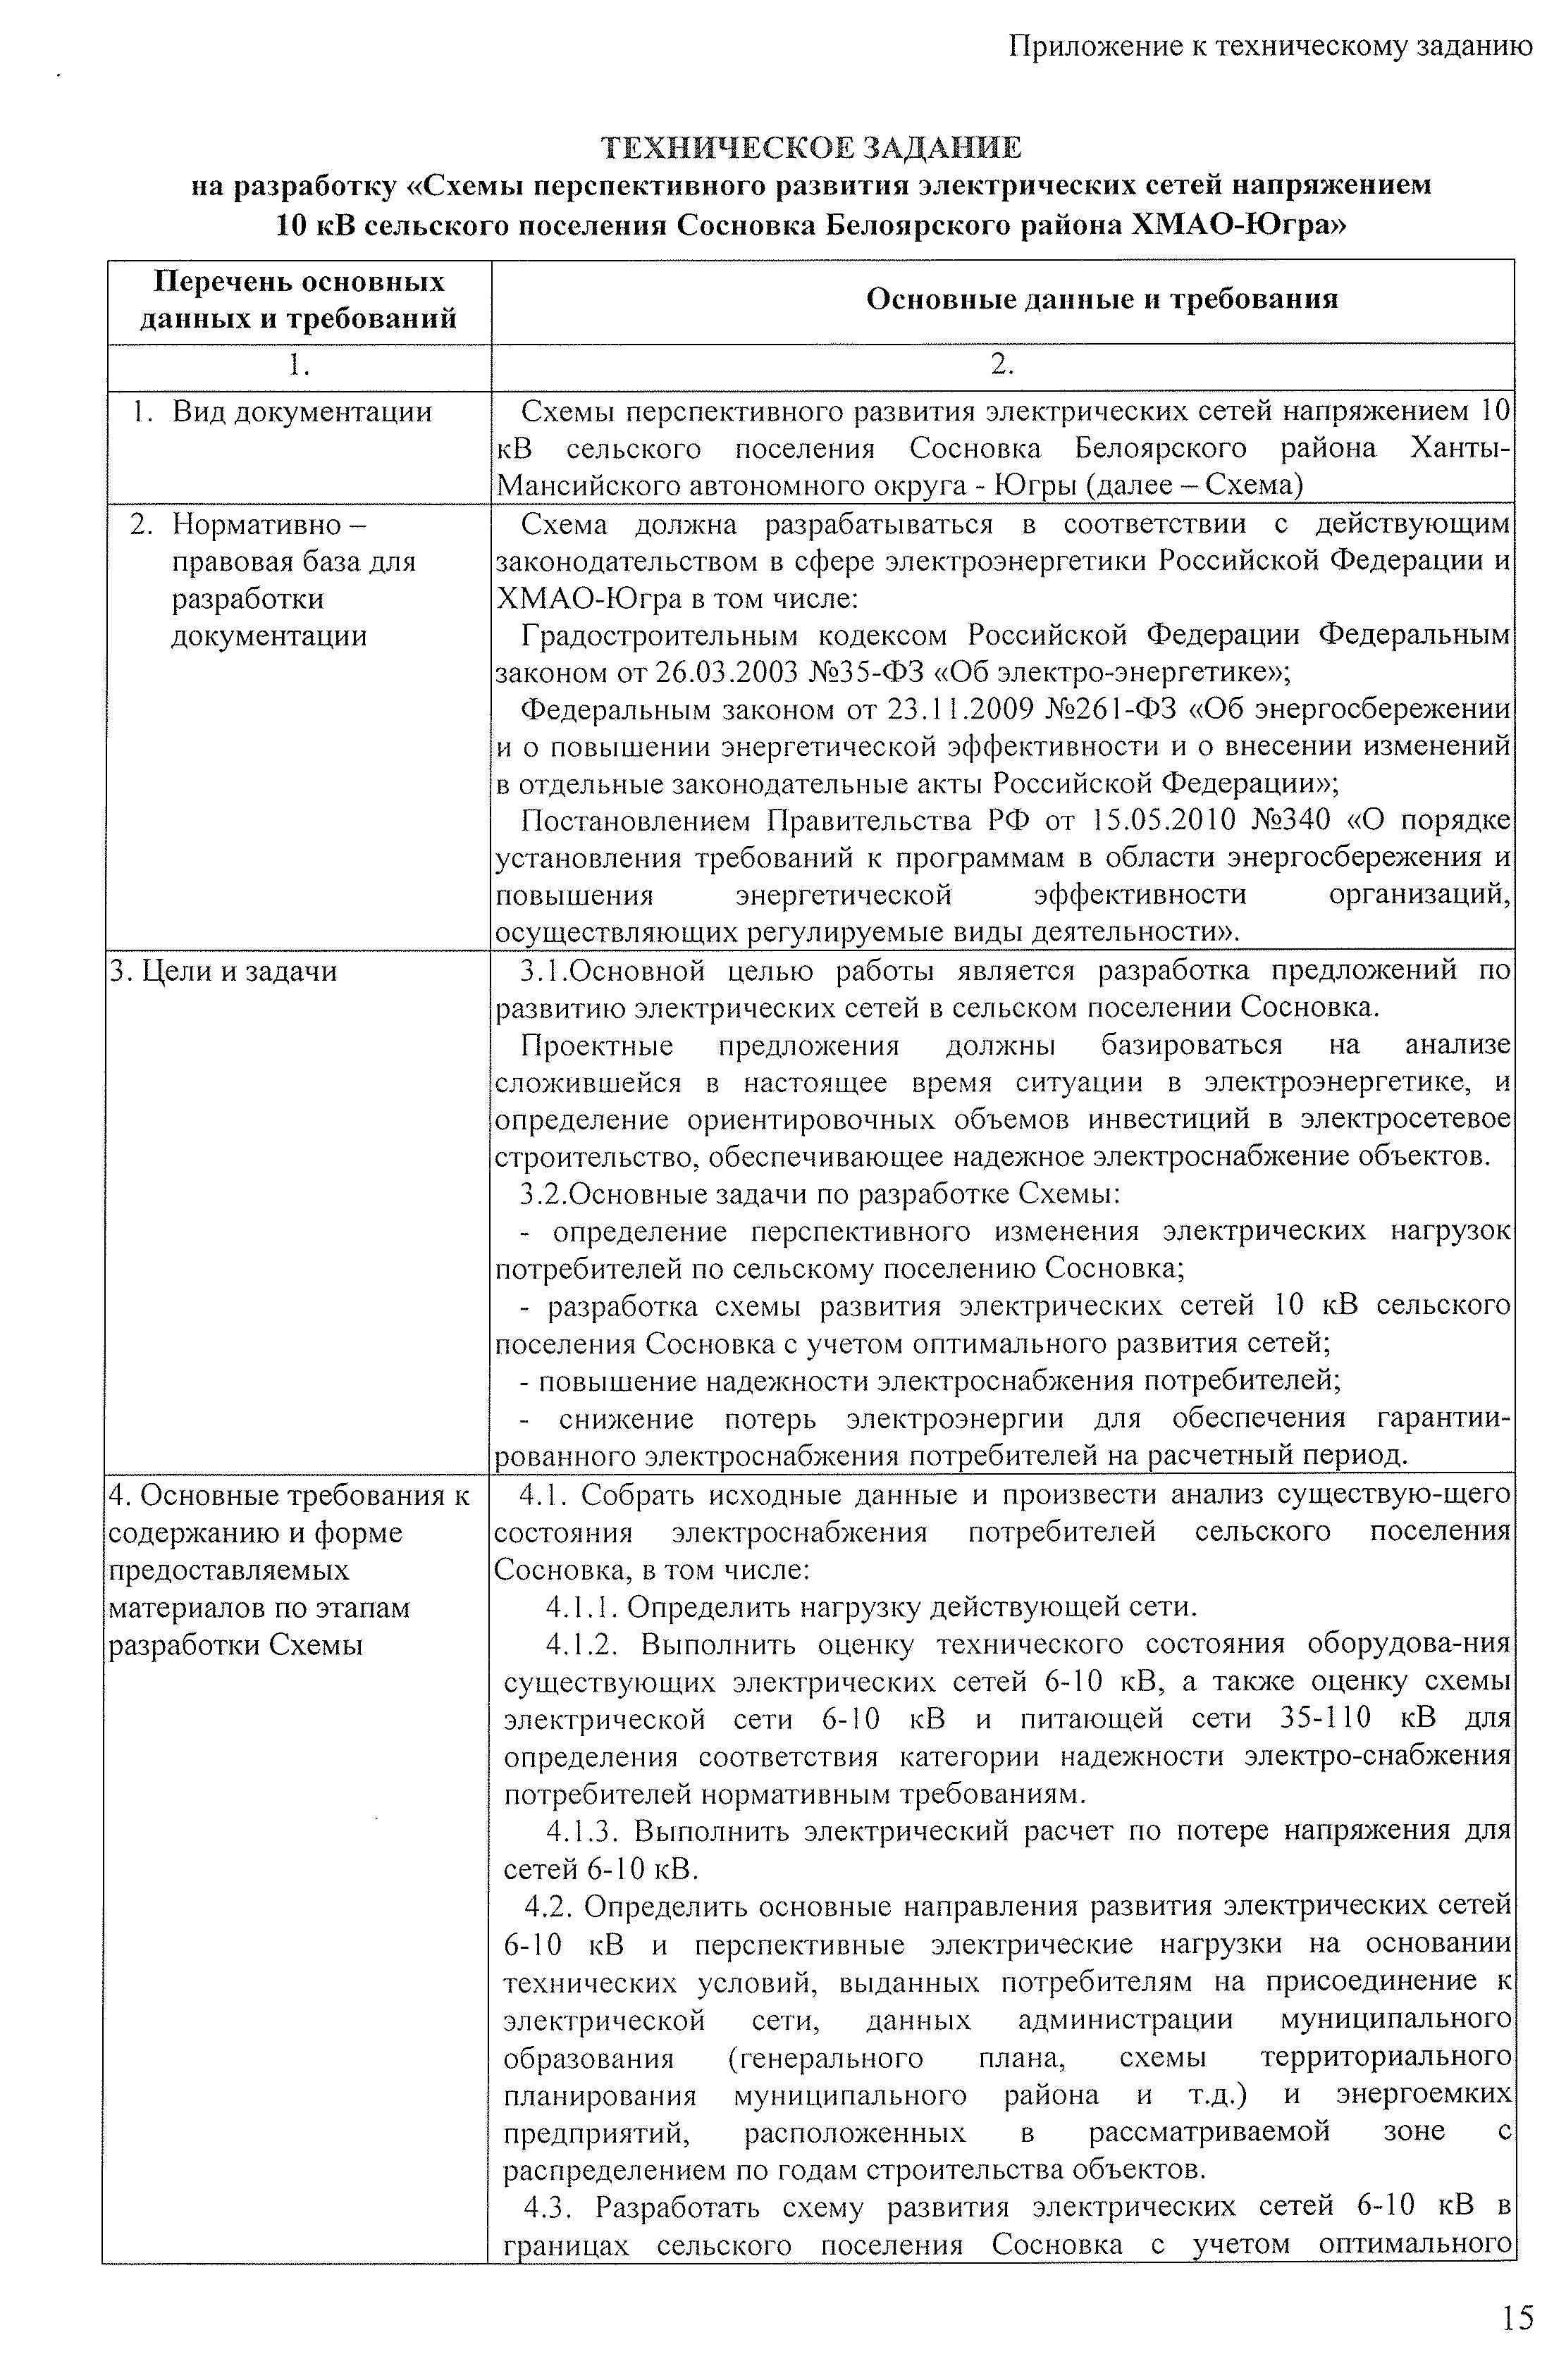 Приложение к техническому заданию
ТЕХНИЧЕСКОЕ ЗАДАНИЕ
на разработку «Схемы перспективного развития электрических сетей напряжением
10 кВ сельского поселения Сосновка Белоярского района ХМАО-Югра»
Перечень основных
данных и требований
Основные данные и требования
1.
2.
1. Вид документации
Схемы перспективного развития электрических сетей напряжением 10
кВ сельского поселения Сосновка Белоярского района Ханты-
Мансийского автономного округа - Югры (далее – Схема)
2. Нормативно –
правовая база для
разработки
документации
Схема должна разрабатываться в соответствии с действующим
законодательством в сфере электроэнергетики Российской Федерации и
ХМАО-Югра в том числе:
Градостроительным кодексом Российской Федерации Федеральным
законом от 26.03.2003 №35-ФЗ «Об электро-энергетике»;
Федеральным законом от 23.11.2009 №261-ФЗ «Об энергосбережении
и о повышении энергетической эффективности и о внесении изменений
в отдельные законодательные акты Российской Федерации»;
Постановлением Правительства РФ от 15.05.2010 №340 «О порядке
установления требований к программам в области энергосбережения и
повышения энергетической эффективности организаций,
осуществляющих регулируемые виды деятельности».
3. Цели и задачи
3.1.Основной целью работы является разработка предложений по
развитию электрических сетей в сельском поселении Сосновка.
Проектные предложения должны базироваться на анализе
сложившейся в настоящее время ситуации в электроэнергетике, и
определение ориентировочных объемов инвестиций в электросетевое
строительство, обеспечивающее надежное электроснабжение объектов.
3.2.Основные задачи по разработке Схемы:
- определение перспективного изменения электрических нагрузок
потребителей по сельскому поселению Сосновка;
- разработка схемы развития электрических сетей 10 кВ сельского
поселения Сосновка с учетом оптимального развития сетей;
- повышение надежности электроснабжения потребителей;
- снижение потерь электроэнергии для обеспечения гарантии-
рованного электроснабжения потребителей на расчетный период.
4. Основные требования к
содержанию и форме
предоставляемых
материалов по этапам
разработки Схемы
4.1. Собрать исходные данные и произвести анализ существую-щего
состояния электроснабжения потребителей сельского поселения
Сосновка, в том числе:
4.1.1. Определить нагрузку действующей сети.
4.1.2. Выполнить оценку технического состояния оборудова-ния
существующих электрических сетей 6-10 кВ, а также оценку схемы
электрической сети 6-10 кВ и питающей сети 35-110 кВ для
определения соответствия категории надежности электро-снабжения
потребителей нормативным требованиям.
4.1.3. Выполнить электрический расчет по потере напряжения для
сетей 6-10 кВ.
4.2. Определить основные направления развития электрических сетей
6-10 кВ и перспективные электрические нагрузки на основании
технических условий, выданных потребителям на присоединение к
электрической сети, данных администрации муниципального
образования (генерального плана, схемы территориального
планирования муниципального района и т.д.) и энергоемких
предприятий, расположенных в рассматриваемой зоне с
распределением по годам строительства объектов.
4.3. Разработать схему развития электрических сетей 6-10 кВ в
границах сельского поселения Сосновка с учетом оптимального
15